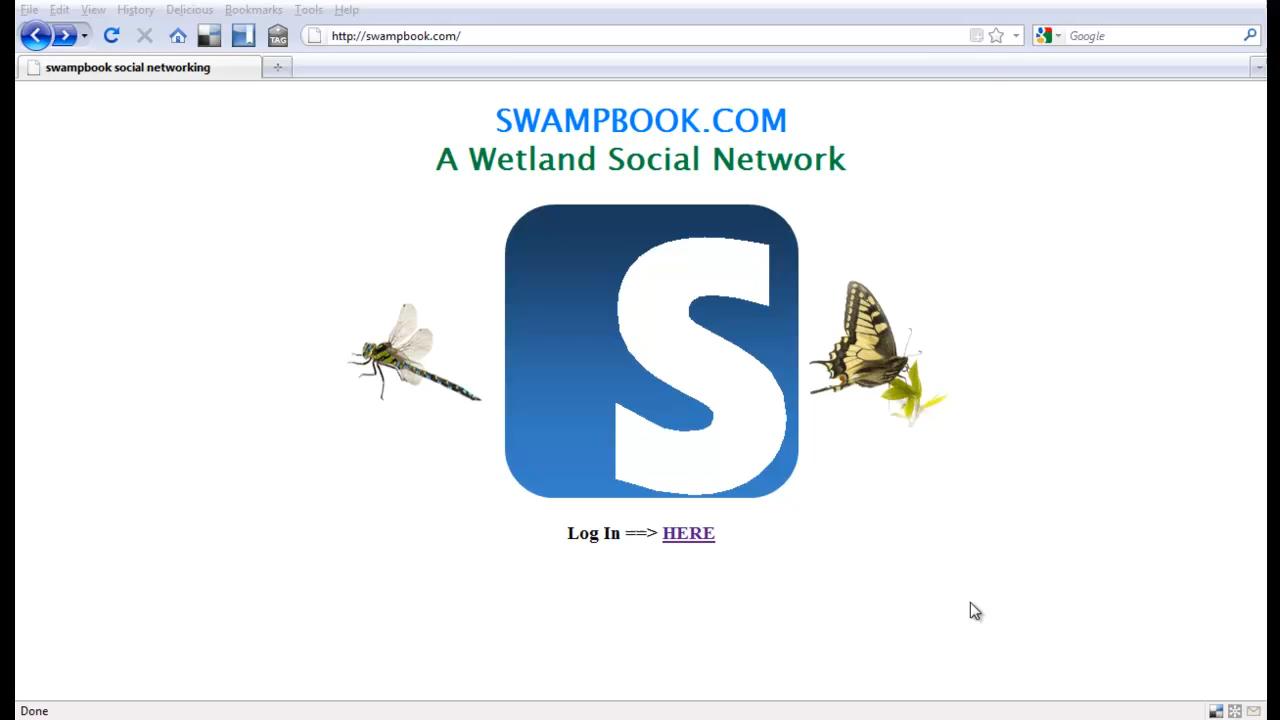 File Edit View History Delicious Bookmarks Tools Help
TAG http://swampbook.com/ Google
swampbook social networking
SWAMPBOOK.COM
A Wetland Social Network
S
Log In ==> HERE
Done